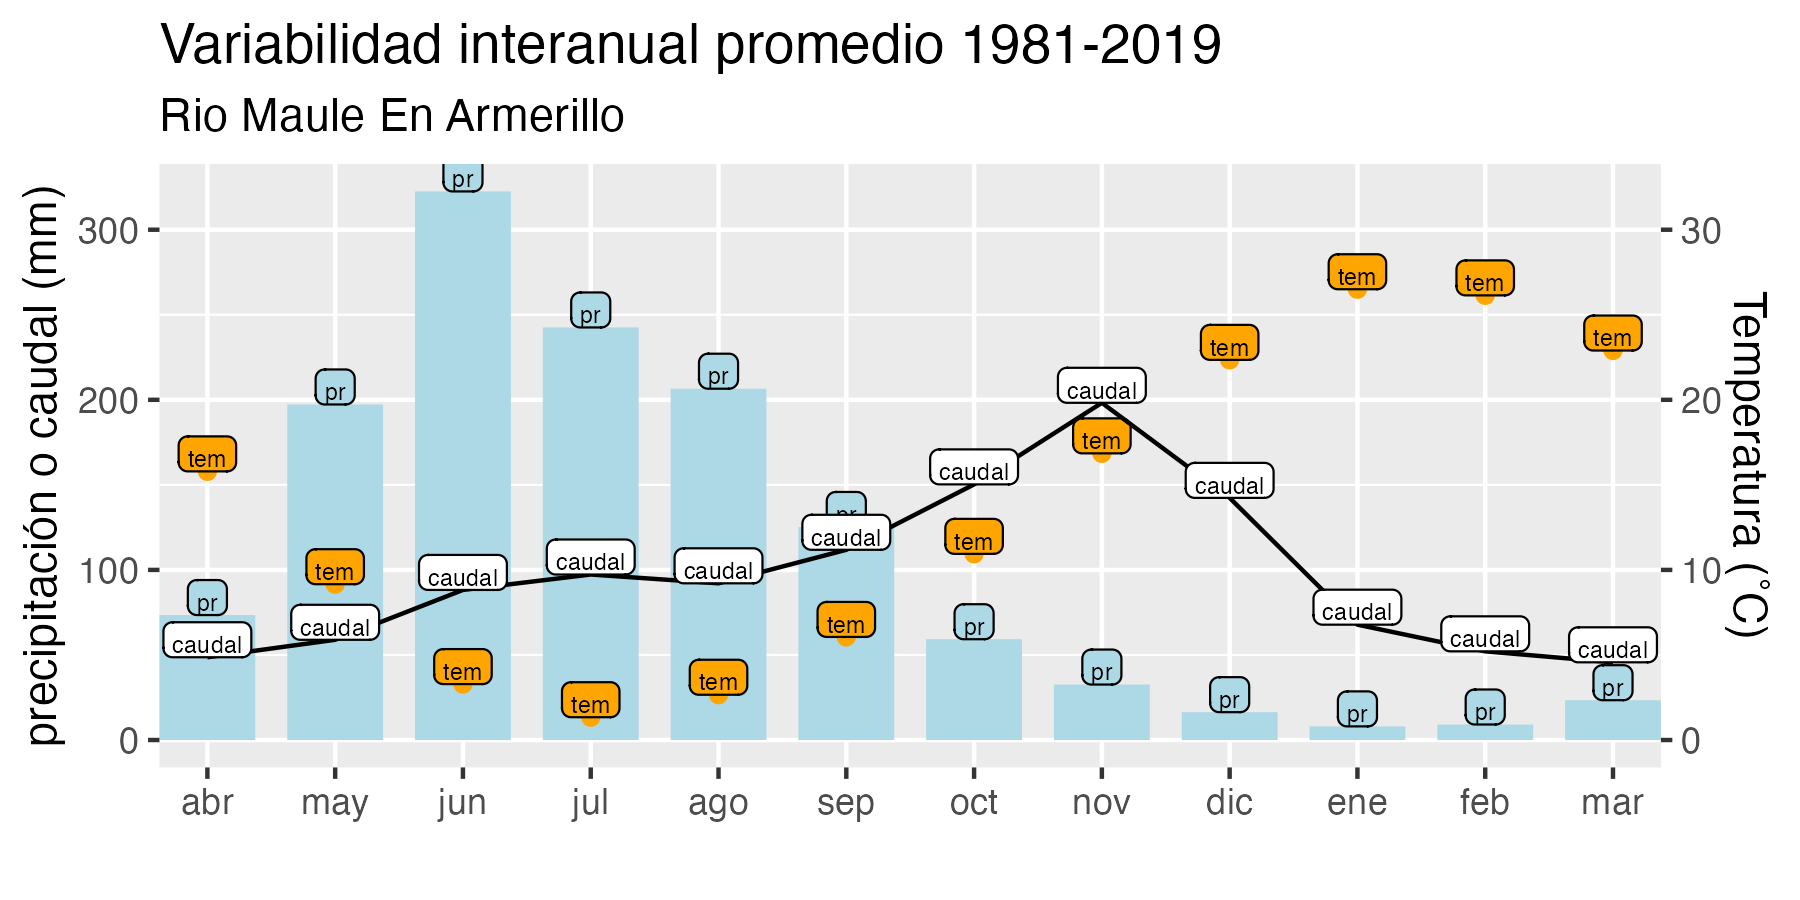 Variabilidad interanual promedio 1981-2019
Rio Maule En Armerillo
precipitación o caudal (mm)
300
200
100
0
pr
pr
pr
pr
pr
pr
pr
pr
pr
pr
pr
pr
tem
tem
tem
tem
tem
tem
tem
tem
tem
tem
tem
tem
caudal
caudal
caudal
caudal
caudal
caudal
caudal
caudal
caudal
caudal
caudal
caudal
30
20
10
0
Temperatura (°C)
abr may jun jul ago sep oct nov dic ene feb mar